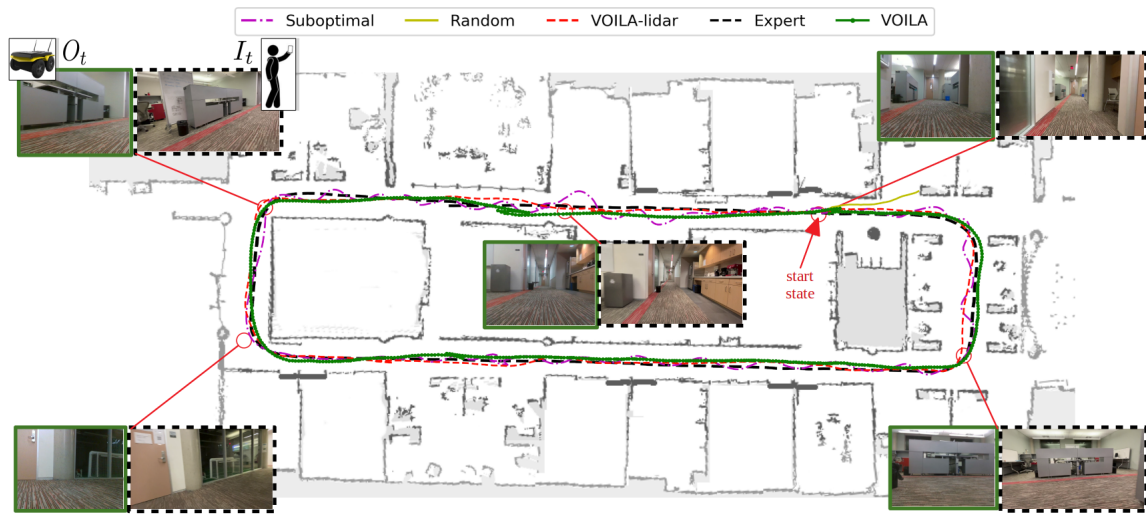 Suboptimal Random VOILA-lidar Expert VOILA
O_t I_t
start
state